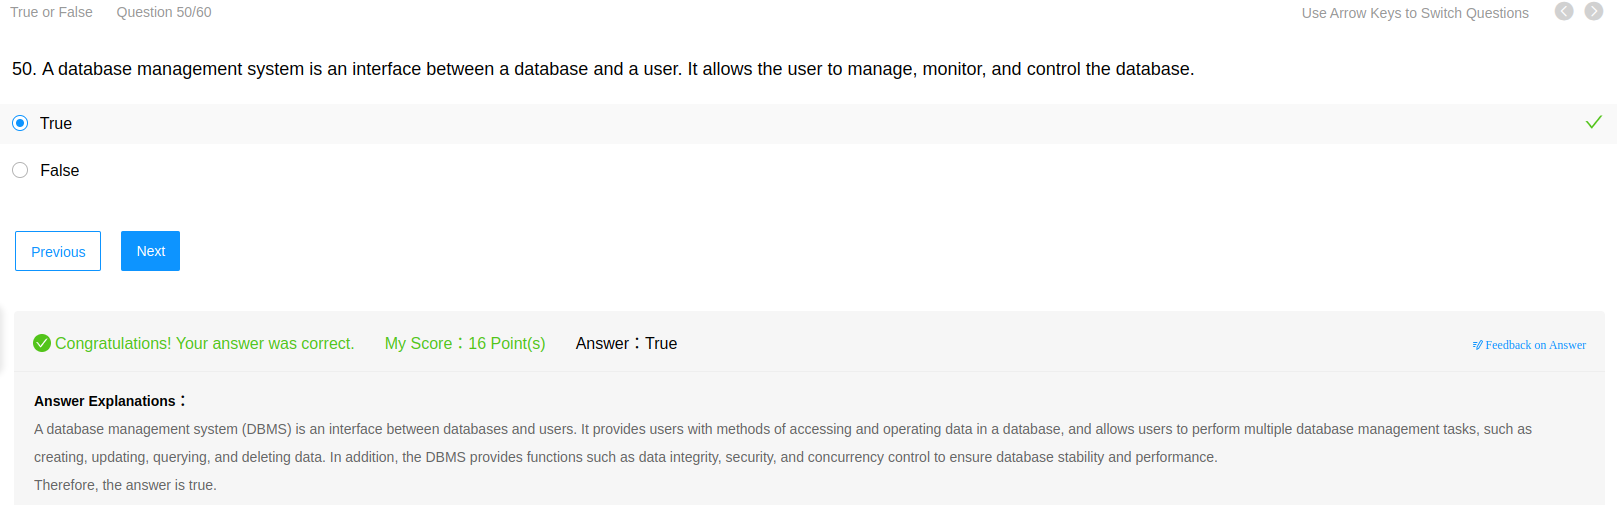 True or False Question 50/60 Use Arrow Keys to Switch Questions
50. A database management system is an interface between a database and a user. It allows the user to manage, monitor, and control the database.
True
False
Previous Next
Congratulations! Your answer was correct. My Score：16 Point(s) Answer：True Feedback on Answer
Answer Explanations：
A database management system (DBMS) is an interface between databases and users. It provides users with methods of accessing and operating data in a database, and allows users to perform multiple database management tasks, such as
creating, updating, querying, and deleting data. In addition, the DBMS provides functions such as data integrity, security, and concurrency control to ensure database stability and performance.
Therefore, the answer is true.